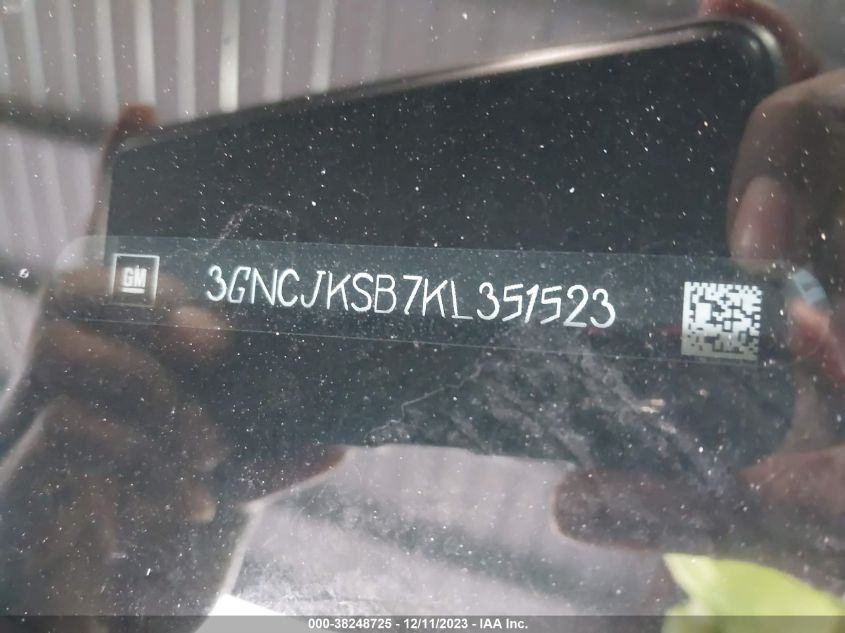 GM
3GNCJKSB7KL351523
000-38248725 - 12/11/2023 - IAA Inc.